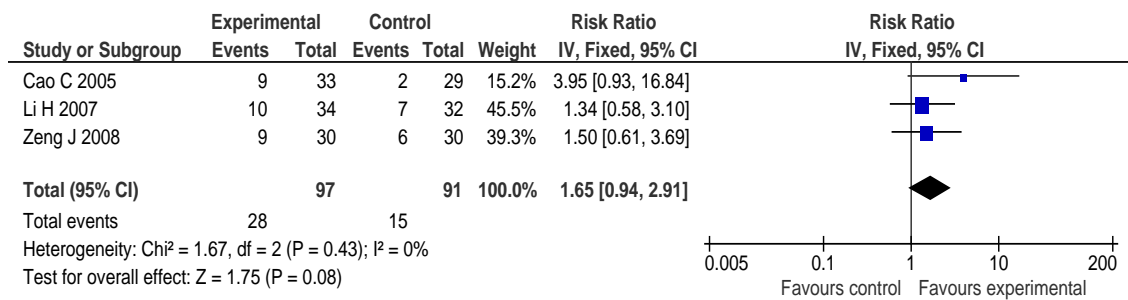 Experimental Control Risk Ratio Risk Ratio
Study or Subgroup Events Total Events Total Weight IV, Fixed, 95% CI IV, Fixed, 95% CI
Cao C 2005 9 33 2 29 15.2% 3.95 [0.93, 16.84]
Li H 2007 10 34 7 32 45.5% 1.34 [0.58, 3.10]
Zeng J 2008 9 30 6 30 39.3% 1.50 [0.61, 3.69]
Total (95% CI) 97 91 100.0% 1.65 [0.94, 2.91]
Total events 28 15
Heterogeneity: Chi² = 1.67, df = 2 (P = 0.43); I² = 0%
Test for overall effect: Z = 1.75 (P = 0.08)
0.005 0.1 1 10 200
Favours control Favours experimental